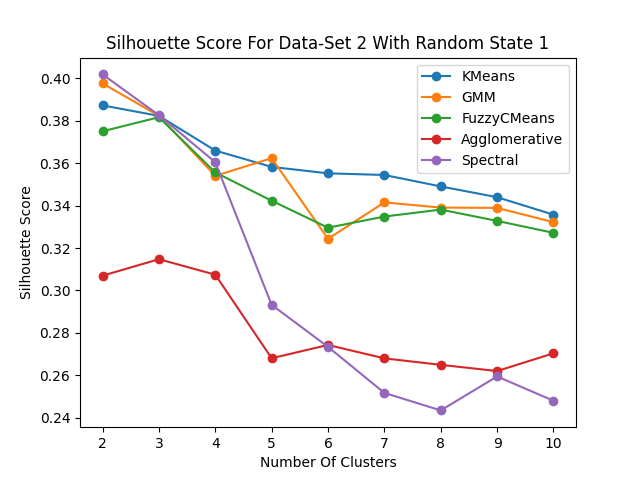 Silhouette Score For Data-Set 2 With Random State 1
KMeans
GMM
FuzzyCMeans
Agglomerative
Spectral
Silhouette Score
0.40
0.38
0.36
0.34
0.32
0.30
0.28
0.26
0.24
2 3 4 5 6 7 8 9 10
Number Of Clusters